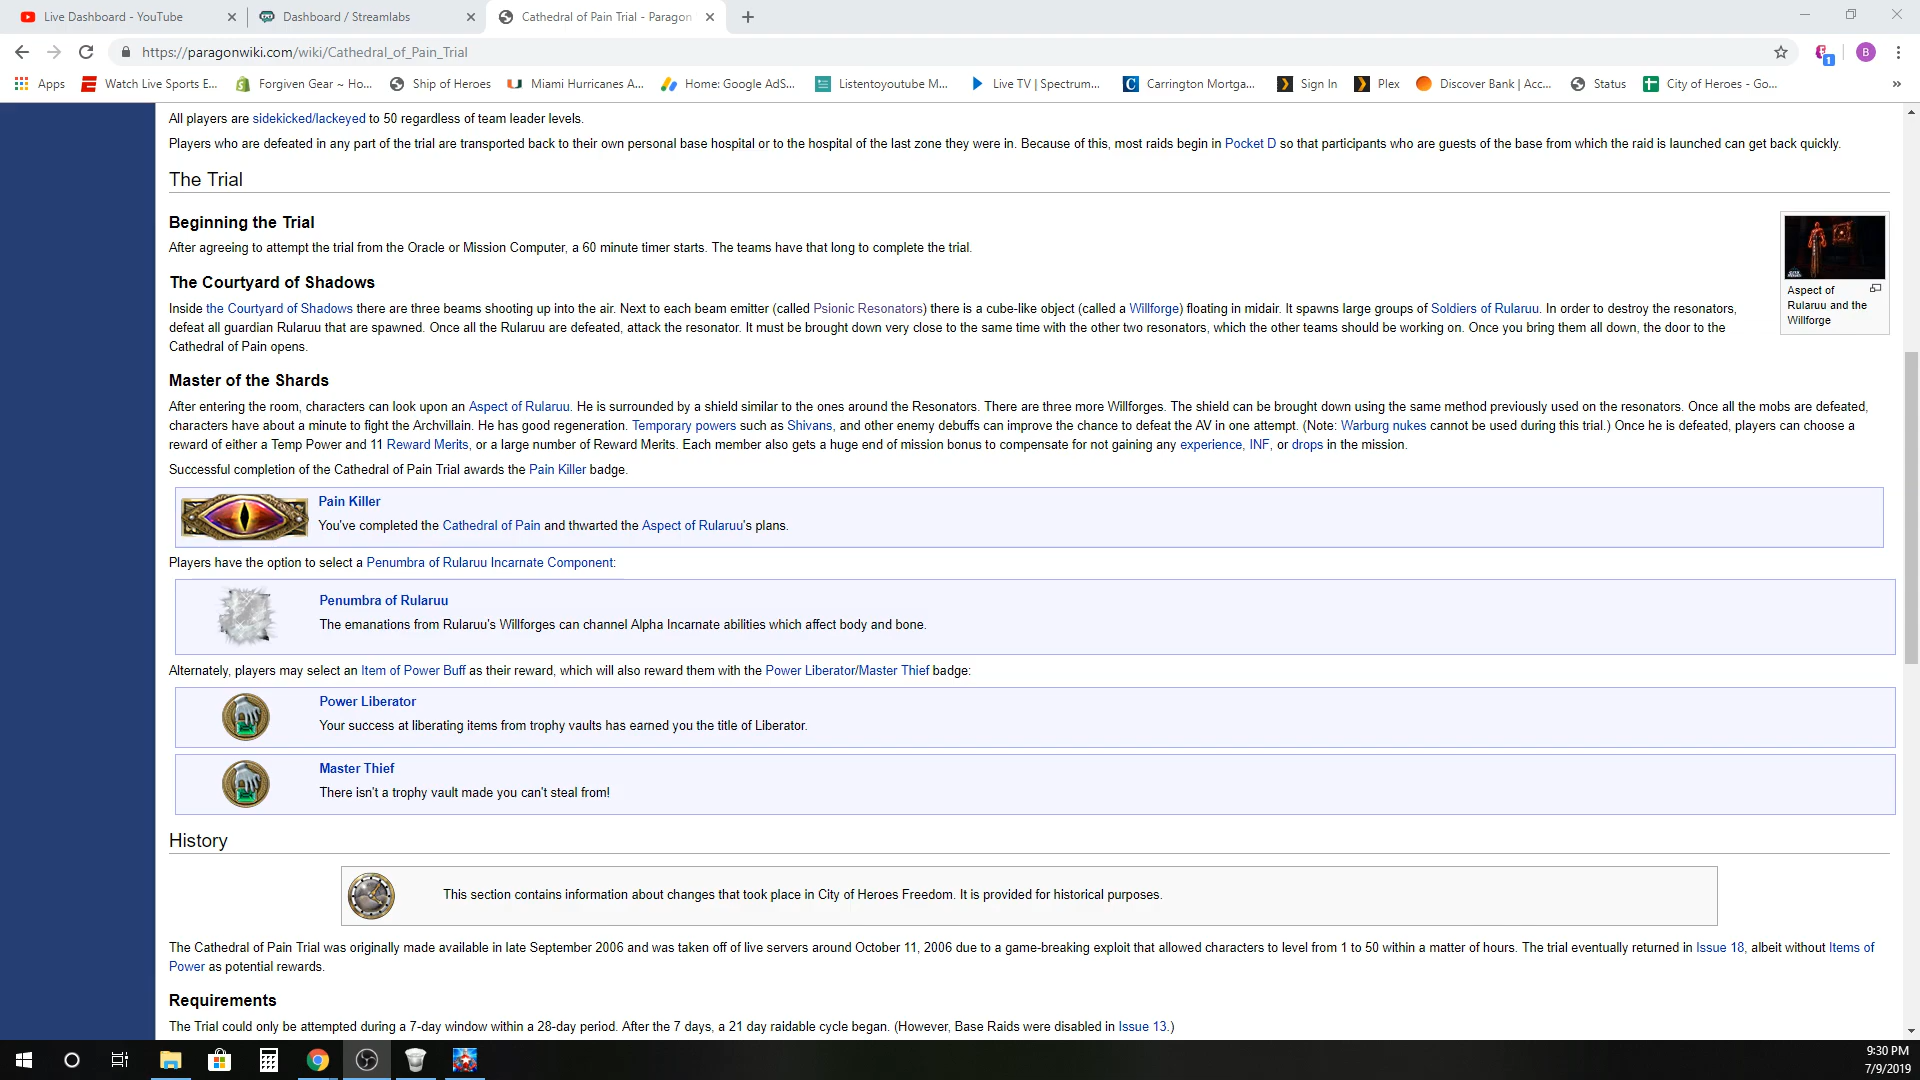 Live Dashboard - YouTube
Dashboard / Streamlabs
Cathedral of Pain Trial - Paragon
https://paragonwiki.com/wiki/Cathedral_of_Pain_Trial
B
1
Apps
Watch Live Sports E...
Forgiven Gear ~ Ho...
Ship of Heroes
Miami Hurricanes A...
Home: Google AdS...
Listentoyoutube M...
Live TV | Spectrum...
Carrington Mortga...
Sign In
Plex
Discover Bank | Acc...
Status
City of Heroes - Go...
»
All players are sidekicked/lackeyed to 50 regardless of team leader levels.
Players who are defeated in any part of the trial are transported back to their own personal base hospital or to the hospital of the last zone they were in. Because of this, most raids begin in Pocket D so that participants who are guests of the base from which the raid is launched can get back quickly.
The Trial
Beginning the Trial
After agreeing to attempt the trial from the Oracle or Mission Computer, a 60 minute timer starts. The teams have that long to complete the trial.
The Courtyard of Shadows
Inside the Courtyard of Shadows there are three beams shooting up into the air. Next to each beam emitter (called Psionic Resonators) there is a cube-like object (called a Willforge) floating in midair. It spawns large groups of Soldiers of Rularuu. In order to destroy the resonators,
defeat all guardian Rularuu that are spawned. Once all the Rularuu are defeated, attack the resonator. It must be brought down very close to the same time with the other two resonators, which the other teams should be working on. Once you bring them all down, the door to the
Cathedral of Pain opens.
Aspect of
Rularuu and the
Willforge
Master of the Shards
After entering the room, characters can look upon an Aspect of Rularuu. He is surrounded by a shield similar to the ones around the Resonators. There are three more Willforges. The shield can be brought down using the same method previously used on the resonators. Once all the mobs are defeated,
characters have about a minute to fight the Archvillain. He has good regeneration. Temporary powers such as Shivans, and other enemy debuffs can improve the chance to defeat the AV in one attempt. (Note: Warburg nukes cannot be used during this trial.) Once he is defeated, players can choose a
reward of either a Temp Power and 11 Reward Merits, or a large number of Reward Merits. Each member also gets a huge end of mission bonus to compensate for not gaining any experience, INF, or drops in the mission.
Successful completion of the Cathedral of Pain Trial awards the Pain Killer badge.
Pain Killer
You've completed the Cathedral of Pain and thwarted the Aspect of Rularuu's plans.
Players have the option to select a Penumbra of Rularuu Incarnate Component:
Penumbra of Rularuu
The emanations from Rularuu's Willforges can channel Alpha Incarnate abilities which affect body and bone.
Alternately, players may select an Item of Power Buff as their reward, which will also reward them with the Power Liberator/Master Thief badge:
Power Liberator
Your success at liberating items from trophy vaults has earned you the title of Liberator.
Master Thief
There isn't a trophy vault made you can't steal from!
History
This section contains information about changes that took place in City of Heroes Freedom. It is provided for historical purposes.
The Cathedral of Pain Trial was originally made available in late September 2006 and was taken off of live servers around October 11, 2006 due to a game-breaking exploit that allowed characters to level from 1 to 50 within a matter of hours. The trial eventually returned in Issue 18, albeit without Items of
Power as potential rewards.
Requirements
The Trial could only be attempted during a 7-day window within a 28-day period. After the 7 days, a 21 day raidable cycle began. (However, Base Raids were disabled in Issue 13.)
9:30 PM
7/9/2019